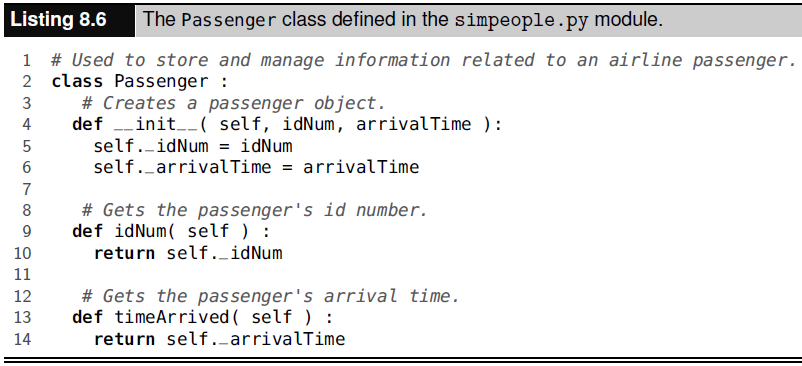 Listing 8.6 The Passenger class defined in the simpeople.py module.
1 # Used to store and manage information related to an airline passenger.
2 class Passenger :
3 # Creates a passenger object.
4 def __init__( self, idNum, arrivalTime ):
5 self._idNum = idNum
6 self._arrivalTime = arrivalTime
7
8 # Gets the passenger's id number.
9 def idNum( self ) :
10 return self._idNum
11
12 # Gets the passenger's arrival time.
13 def timeArrived( self ) :
14 return self._arrivalTime